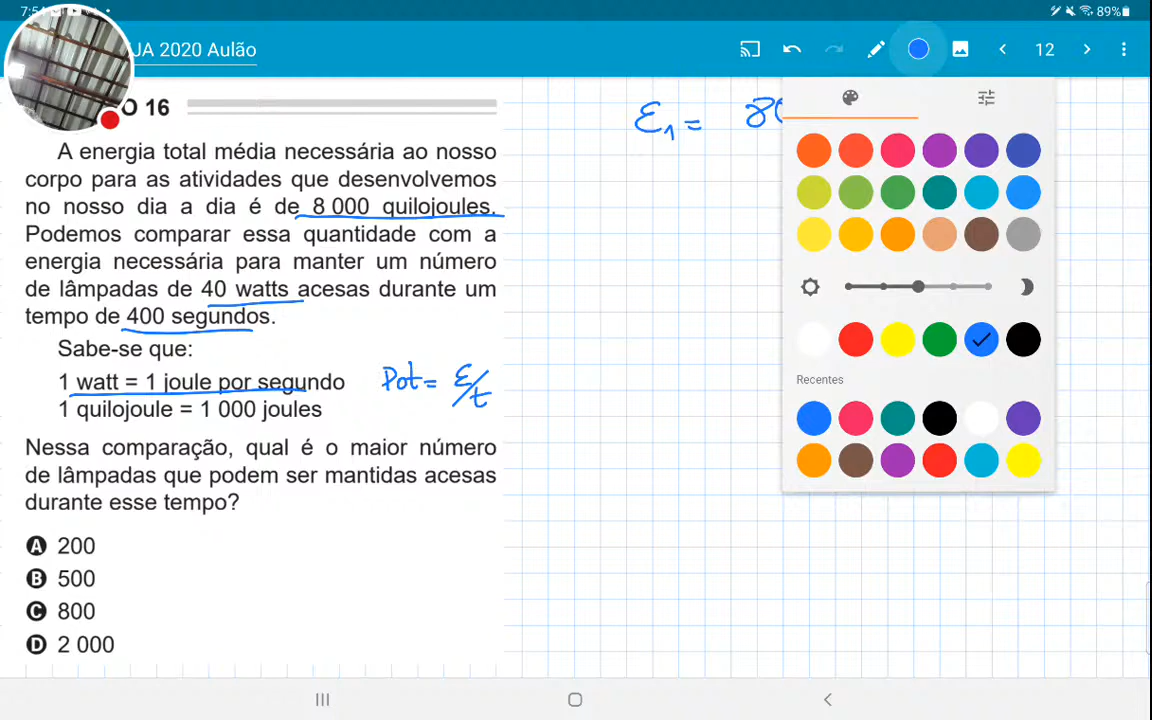 89%
JA 2020 Aulão
12
O 16
A energia total média necessária ao nosso
corpo para as atividades que desenvolvemos
no nosso dia a dia é de 8 000 quilojoules.
Podemos comparar essa quantidade com a
energia necessária para manter um número
de lâmpadas de 40 watts acesas durante um
tempo de 400 segundos.
Sabe-se que:
1 watt = 1 joule por segundo
1 quilojoule = 1 000 joules
Pot = E/t
Nessa comparação, qual é o maior número
de lâmpadas que podem ser mantidas acesas
durante esse tempo?
A 200
B 500
C 800
D 2 000
E1 = 80
Recentes